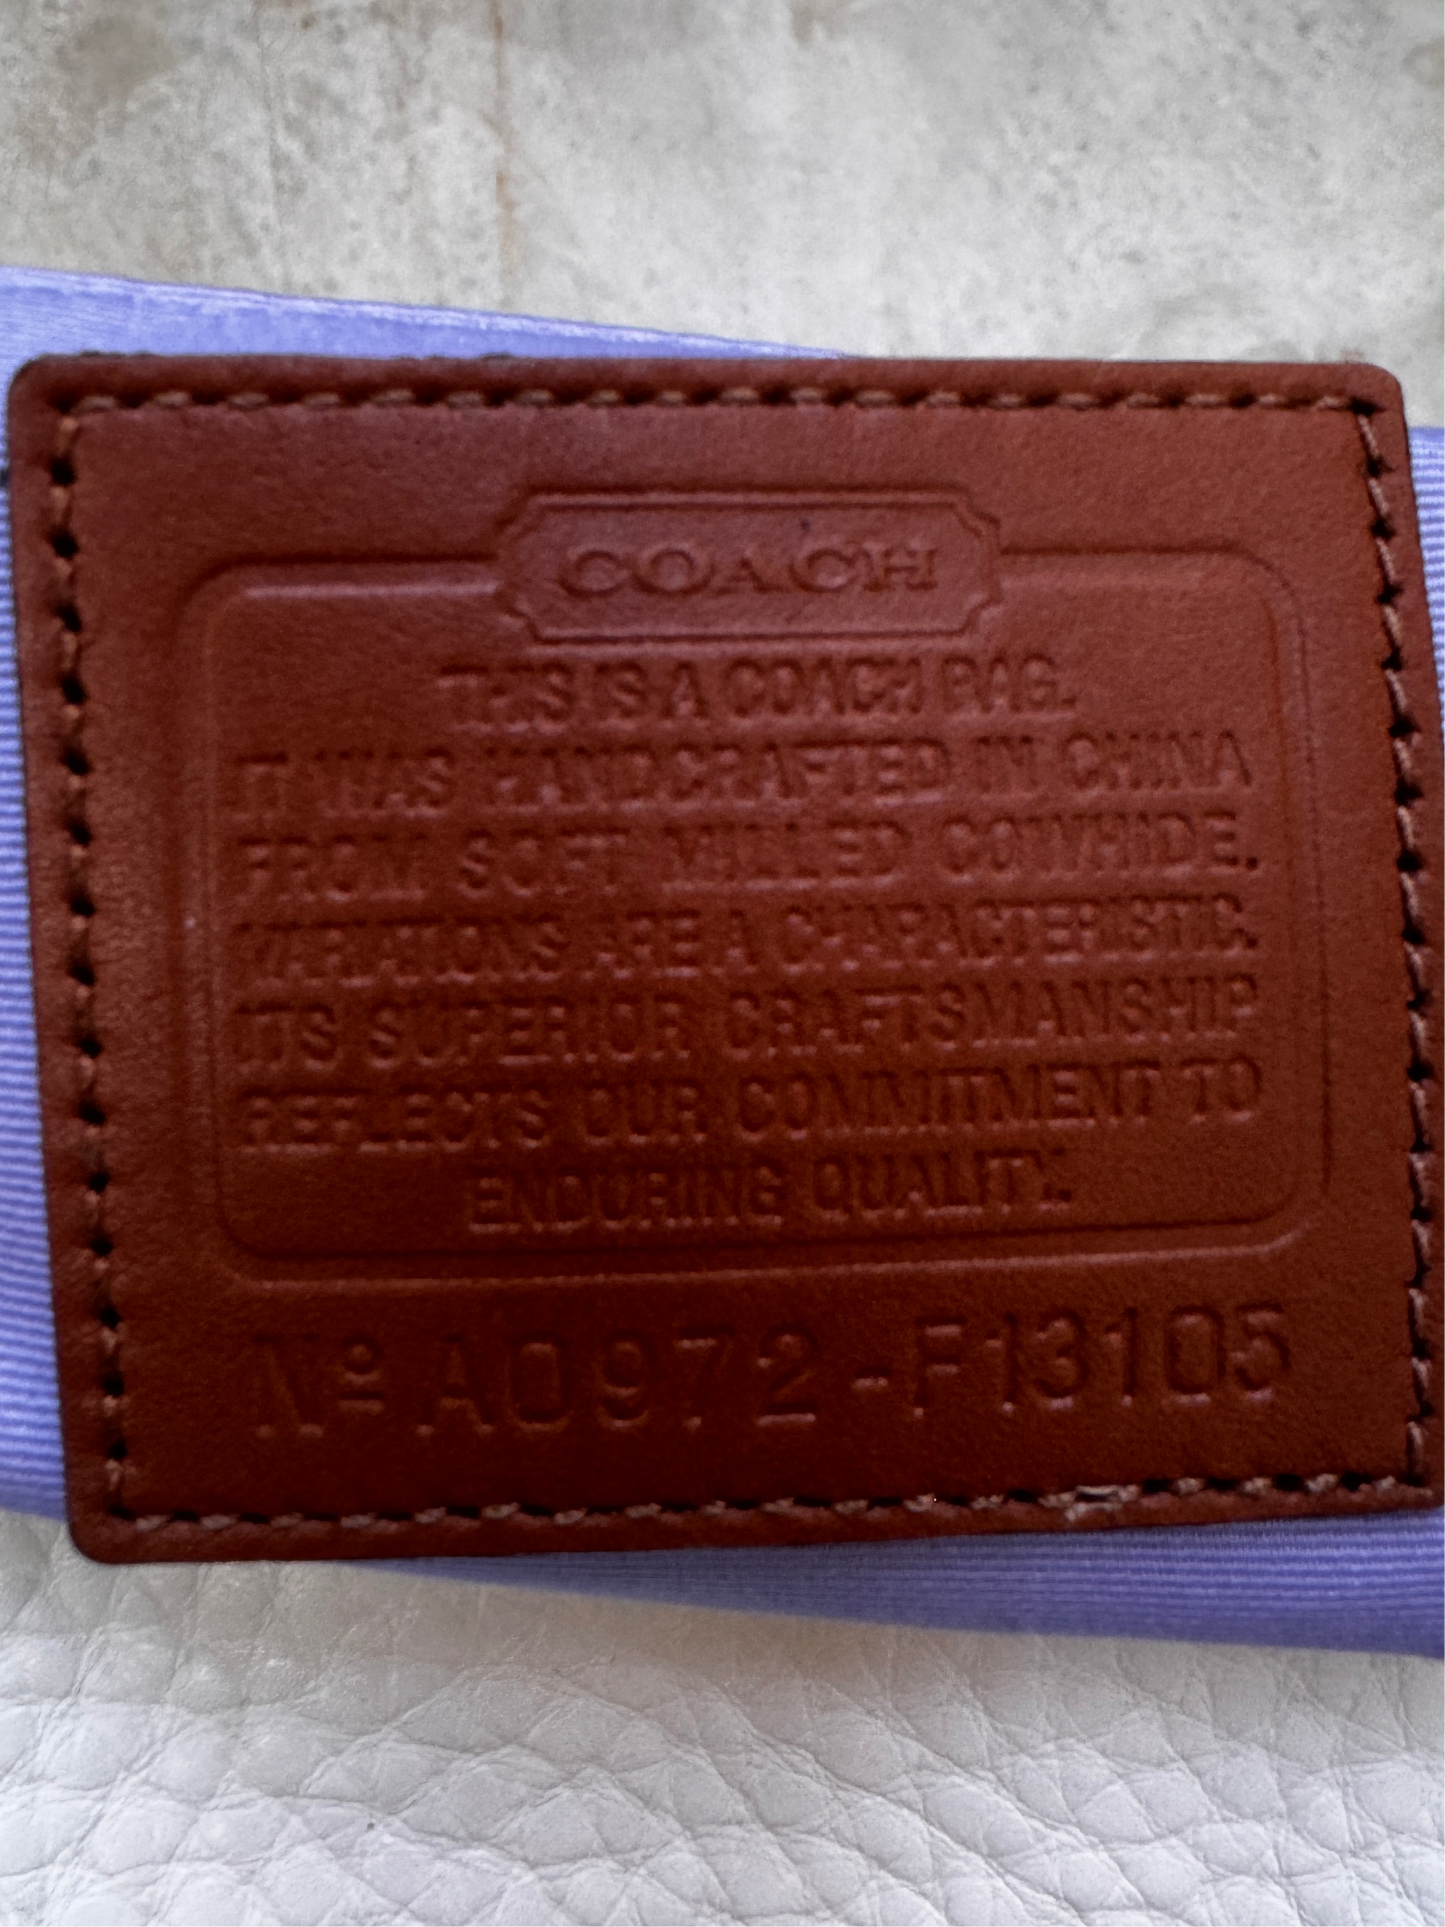 COACH
THIS IS A COACH BAG.
IT WAS HANDCRAFTED IN CHINA
FROM SOFT MILLED COWHIDE.
VARIATIONS ARE A CHARACTERISTIC.
ITS SUPERIOR CRAFTSMANSHIP
REFLECTS OUR COMMITMENT TO
ENDURING QUALITY.
Nº A0972-F13105